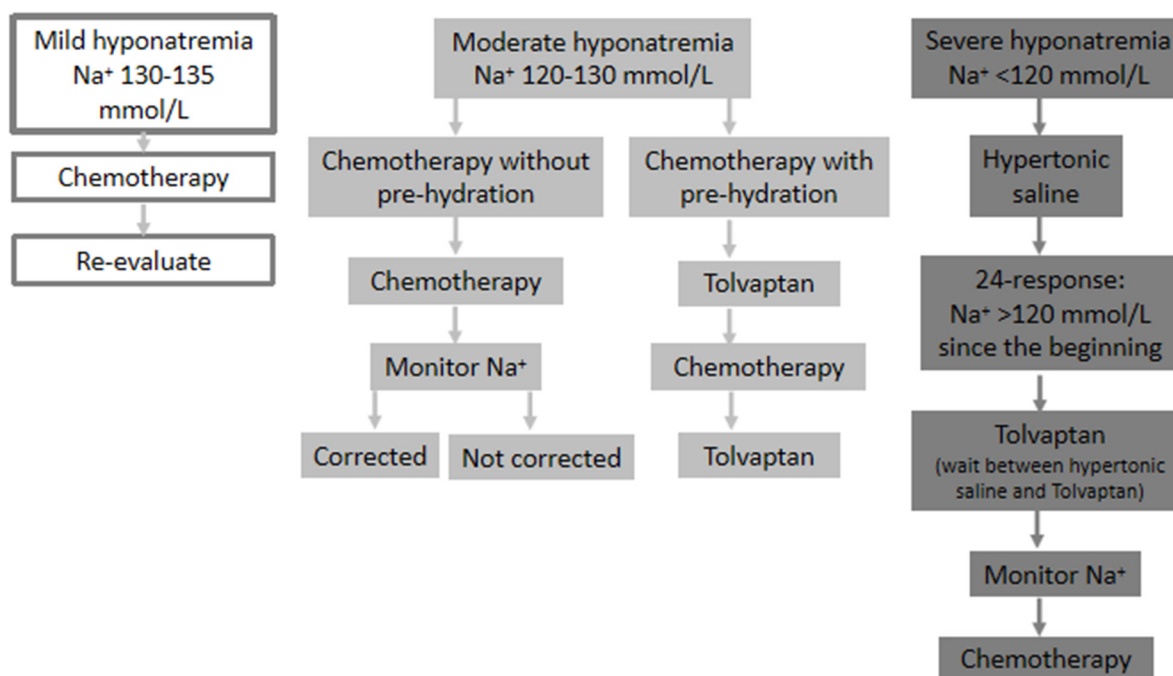 Mild hyponatremia
Na⁺ 130-135
mmol/L
Chemotherapy
Re-evaluate
Moderate hyponatremia
Na⁺ 120-130 mmol/L
Chemotherapy without
pre-hydration
Chemotherapy
Monitor Na⁺
Corrected
Not corrected
Chemotherapy with
pre-hydration
Tolvaptan
Chemotherapy
Tolvaptan
Severe hyponatremia
Na⁺ <120 mmol/L
Hypertonic
saline
24-response:
Na⁺ >120 mmol/L
since the beginning
Tolvaptan
(wait between hypertonic
saline and Tolvaptan)
Monitor Na⁺
Chemotherapy